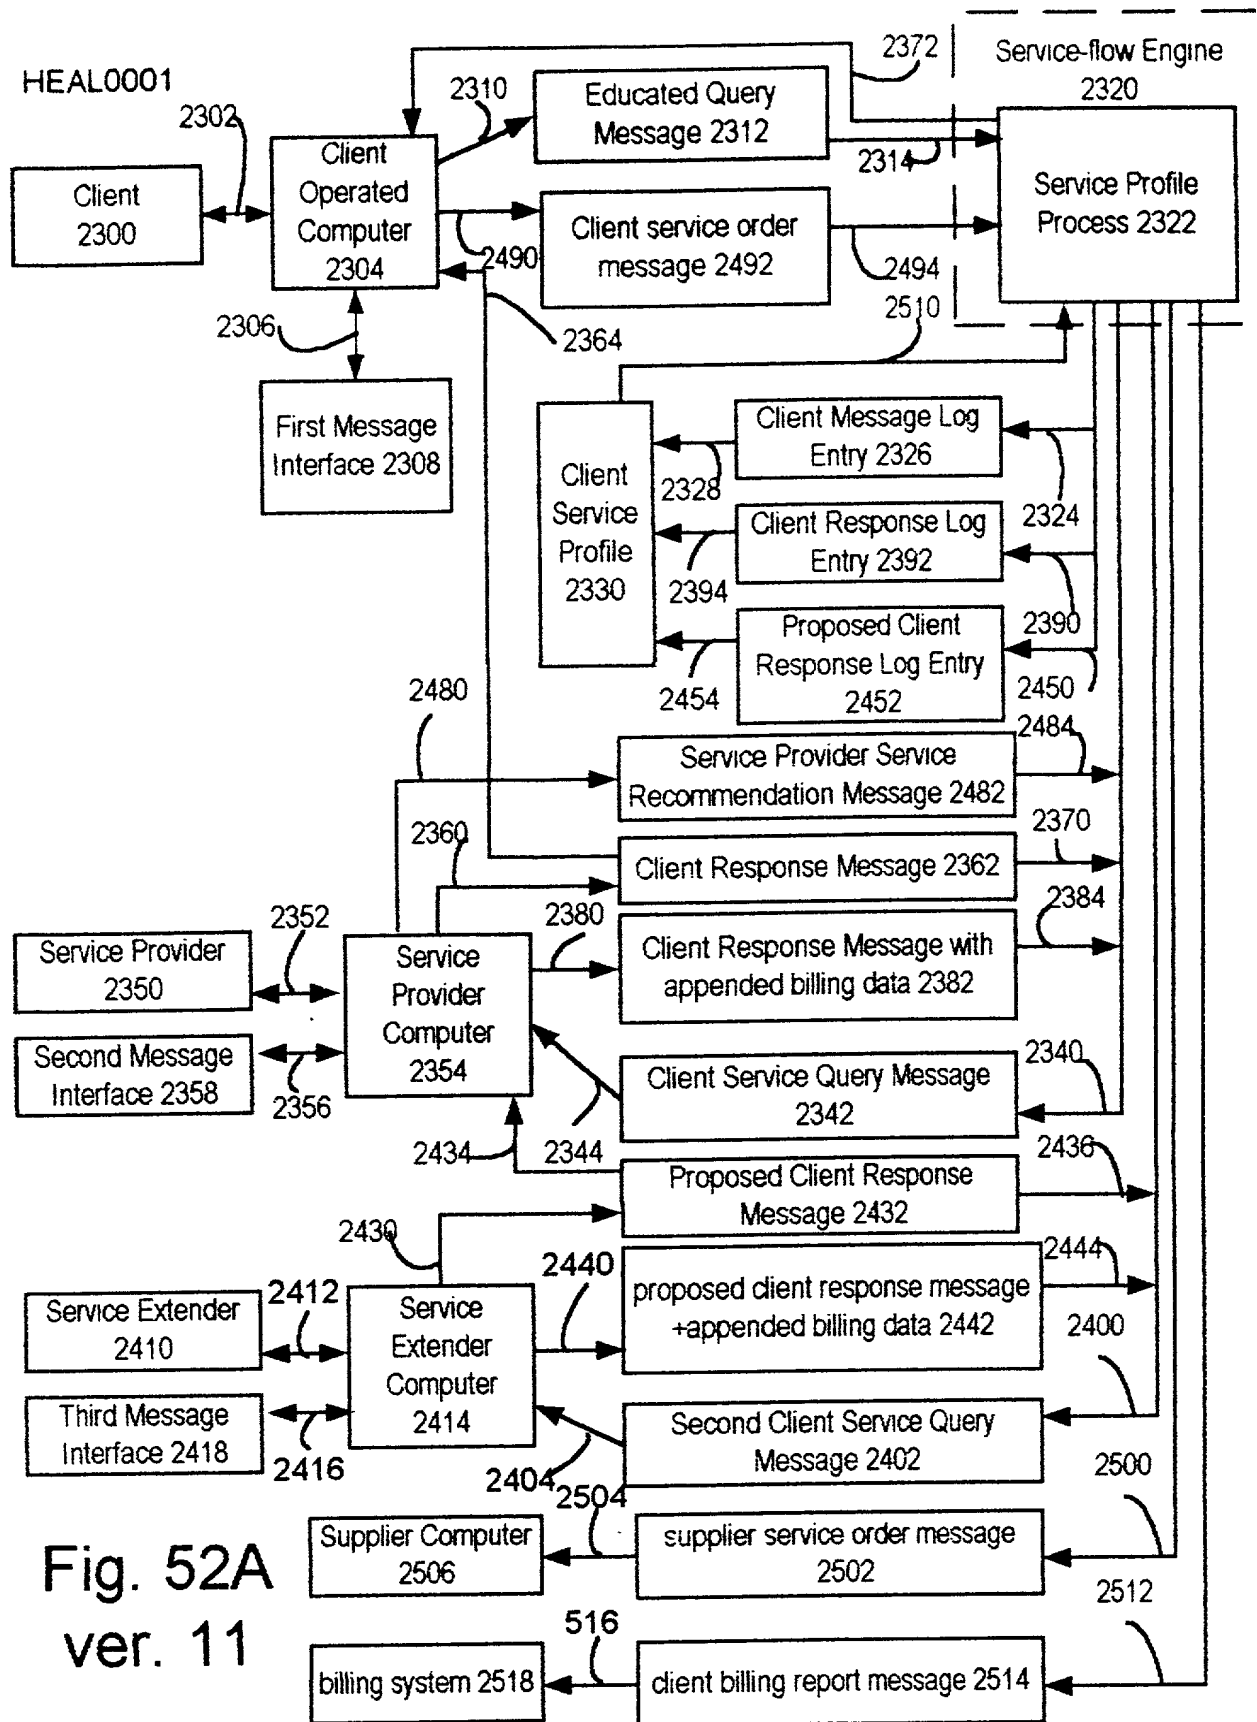 HEAL0001
2372
Service-flow Engine
2320
2310
Educated Query
Message 2312
2302
2314
Client
Operated
Computer
2304
Client
2300
Service Profile
Process 2322
Client service order
message 2492
2490
2494
2306
2364
2510
First Message
Interface 2308
Client Message Log
Entry 2326
2328
2324
Client
Service
Profile
2330
Client Response Log
Entry 2392
2394
2390
Proposed Client
Response Log Entry
2452
2454
2450
2480
2484
Service Provider Service
Recommendation Message 2482
2360
2370
Client Response Message 2362
2352
2380
2384
Service Provider
2350
Service
Provider
Computer
2354
Client Response Message with
appended billing data 2382
Second Message
Interface 2358
2356
2340
Client Service Query Message
2342
2344
2434
2436
Proposed Client Response
Message 2432
2430
2440
2444
2412
Service Extender
2410
Service
Extender
Computer
2414
proposed client response message
+appended billing data 2442
2400
Third Message
Interface 2418
2416
Second Client Service Query
Message 2402
2404
2504
2500
Supplier Computer
2506
supplier service order message
2502
2512
516
billing system 2518
client billing report message 2514
Fig. 52A
ver. 11